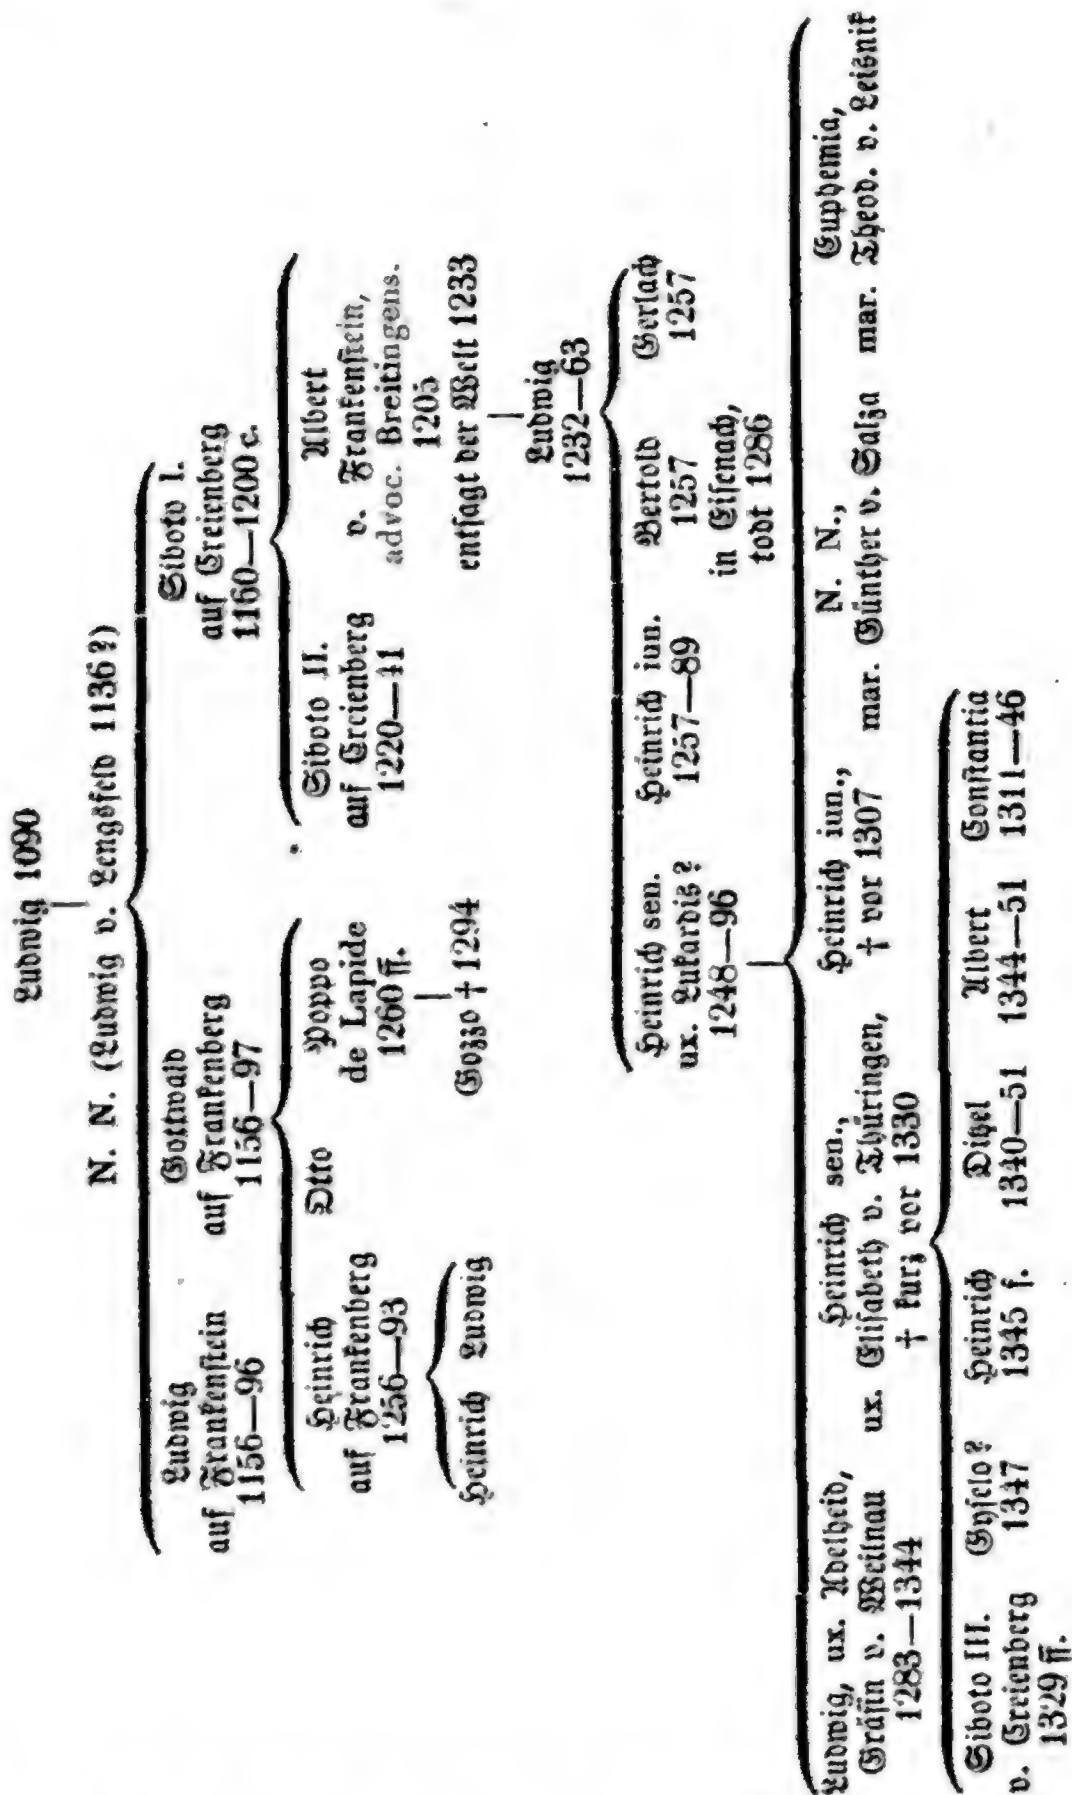 Ludwig 1090
N. N. (Ludwig v. Lengsfeld 1136?)
Ludwig
auf Frankenstein
1156—96
Gottwald
auf Frankenberg
1156—97
Siboto I.
auf Creienberg
1160—1200 c.
Heinrich
auf Frankenberg
1256—93
Otto
Poppo
de Lapide
1260 ff.
Siboto II.
auf Creienberg
1220—41
Albert
v. Frankenstein,
advoc. Breitingens.
1205
entsagt der Welt 1233
Heinrich Ludwig
Gozzo † 1294
Ludwig
1232—63
Heinrich sen.
ux. Lukardis?
1248—96
Heinrich iun.
1257—89
Bertold
1257
in Eisenach,
todt 1286
Gerlach
1257
Ludwig, ux. Adelheid,
Gräfin v. Weilnau
1283—1344
Heinrich sen.,
ux. Elisabeth v. Thüringen,
† kurz vor 1330
Heinrich iun.,
† vor 1307
N. N.,
mar. Günther v. Salza
Euphemia,
mar. Theod. v. Leisnik
Siboto III.
v. Creienberg
1329 ff.
Gyselo?
1347
Heinrich
1345 f.
Ditzel
1340—51
Albert
1344—51
Constantia
1311—46